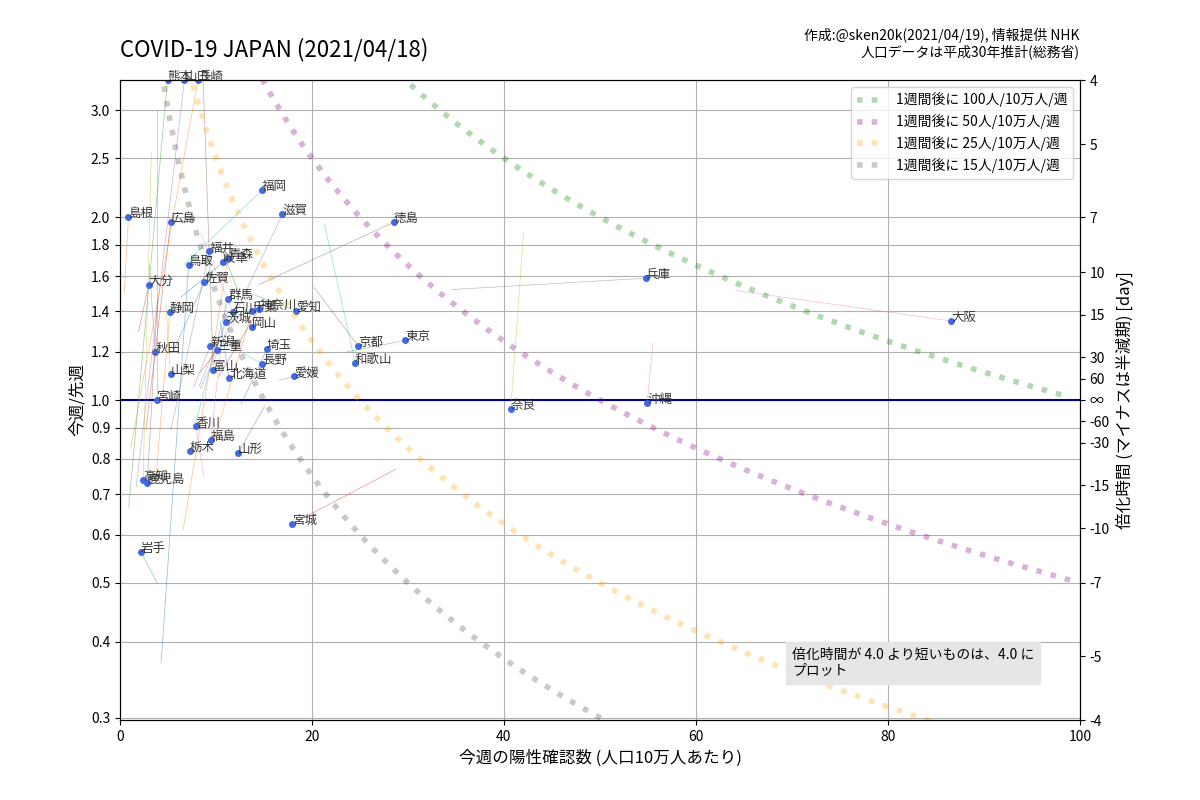 COVID-19 JAPAN (2021/04/18)
作成:@sken20k(2021/04/19), 情報提供 NHK
人口データは平成30年推計(総務省)
1週間後に 100人/10万人/週
1週間後に 50人/10万人/週
1週間後に 25人/10万人/週
1週間後に 15人/10万人/週
熊本
山口
長崎
福岡
島根
広島
滋賀
徳島
福井
青森
岐阜
鳥取
佐賀
大分
兵庫
群馬
静岡
石川
千葉
神奈川
愛知
茨城
岡山
大阪
新潟
三重
埼玉
京都
東京
秋田
長野
和歌山
山梨
富山
北海道
愛媛
宮崎
奈良
沖縄
香川
福島
栃木
山形
高知
鹿児島
宮城
岩手
倍化時間が 4.0 より短いものは、4.0 に
プロット
3.0
2.5
2.0
1.8
1.6
1.4
1.2
1.0
0.9
0.8
0.7
0.6
0.5
0.4
0.3
今週/先週
4
5
7
10
15
30
60
∞
-60
-30
-15
-10
-7
-5
-4
倍化時間 (マイナスは半減期) [day]
0
20
40
60
80
100
今週の陽性確認数 (人口10万人あたり)